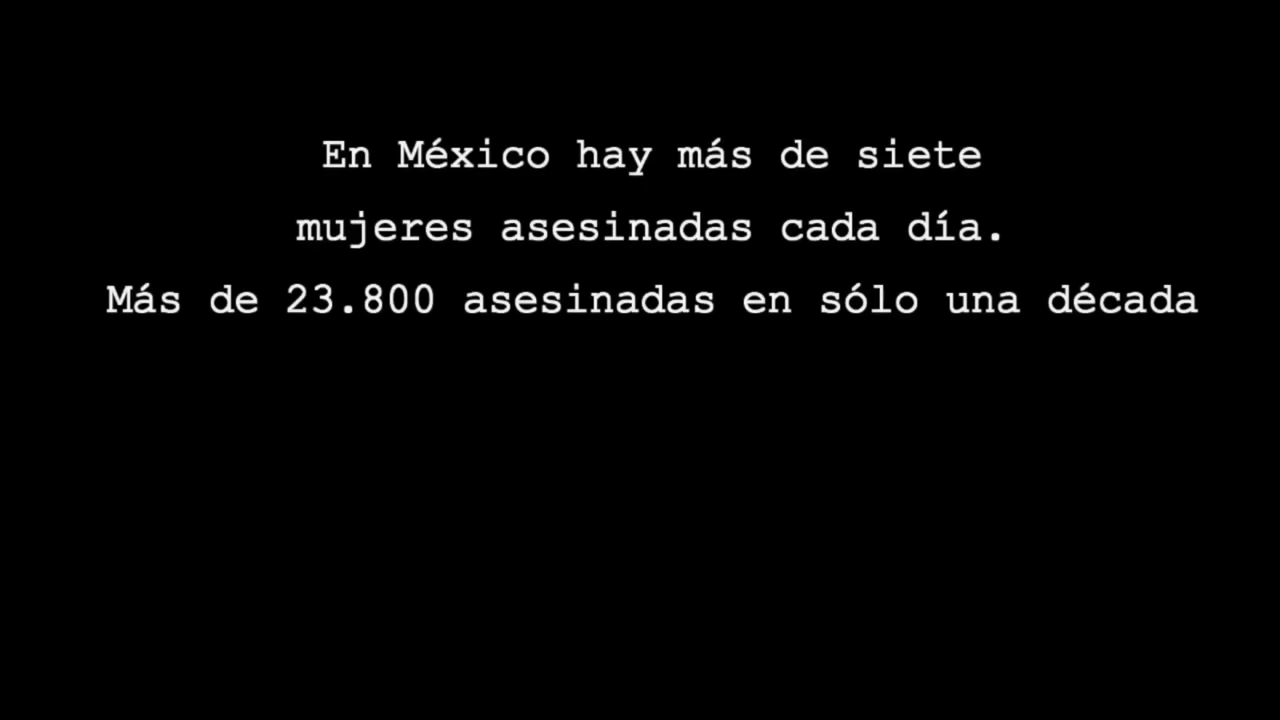 En México hay más de siete
mujeres asesinadas cada día.
Más de 23.800 asesinadas en sólo una década